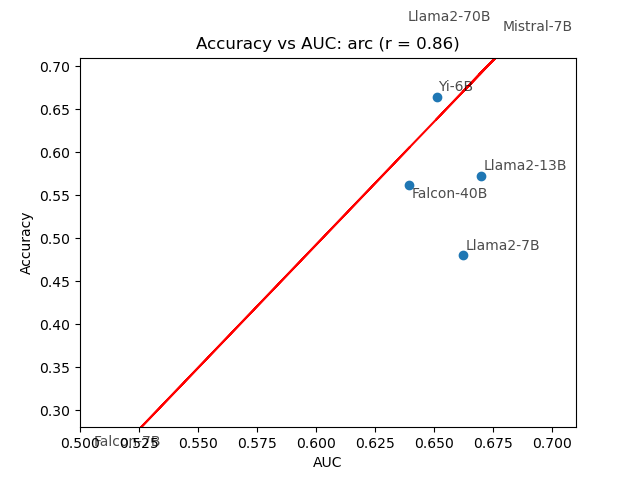 Llama2-70B
Mistral-7B
Accuracy vs AUC: arc (r = 0.86)
0.70
Yi-6B
0.65
0.60
Llama2-13B
0.55
Falcon-40B
0.50
Llama2-7B
0.45
0.40
0.35
0.30
Accuracy
Falcon-7B
0.500 0.525 0.550 0.575 0.600 0.625 0.650 0.675 0.700
AUC